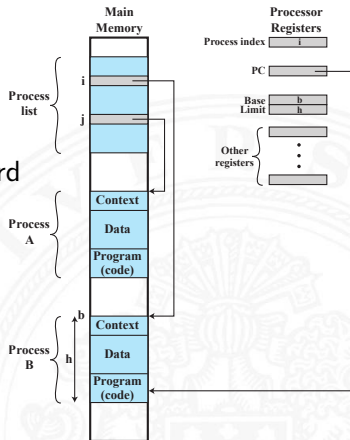 Main
Memory
Processor
Registers
Process index
i
PC
Base
b
Limit
h
Other
registers
i
Process
list
j
rd
Context
Process
A
Data
Program
(code)
b
Context
Process
B
h
Data
Program
(code)